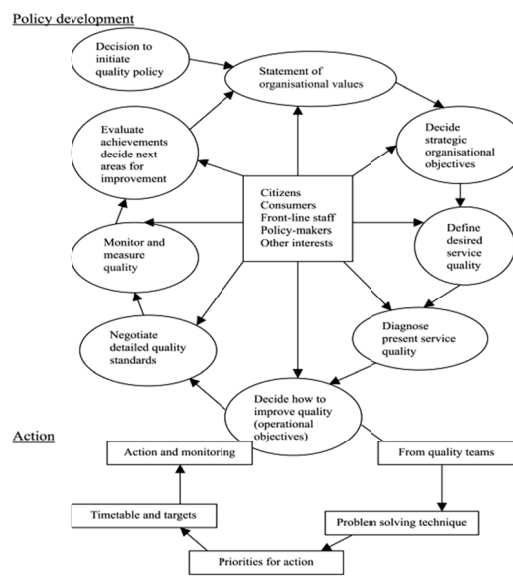 Policy development
Decision to
initiate
quality policy
Statement of
organisational values
Evaluate
achievements
decide next
areas for
improvement
Decide
strategic
organisational
objectives
Citizens
Consumers
Front-line staff
Policy-makers
Other interests
Monitor and
measure
quality
Define
desired
service
quality
Negotiate
detailed quality
standards
Diagnose
present service
quality
Decide how to
improve quality
(operational
objectives)
Action
Action and monitoring
From quality teams
Timetable and targets
Problem solving technique
Priorities for action